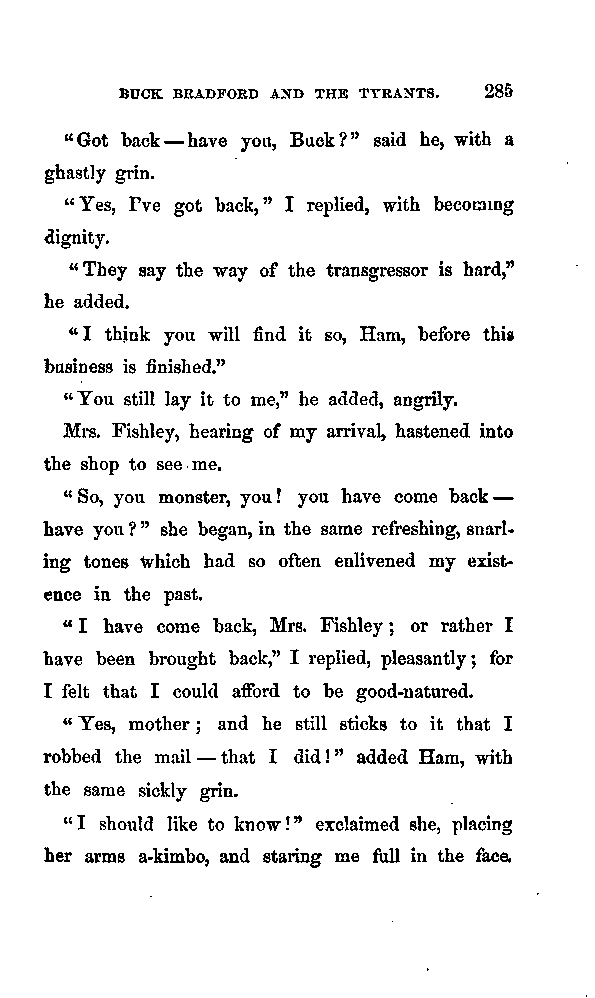 BUCK BRADFORD AND THE TYRANTS. 285
"Got back — have you, Buck?" said he, with a
ghastly grin.
"Yes, I've got back," I replied, with becoming
dignity.
"They say the way of the transgressor is hard,"
he added.
"I think you will find it so, Ham, before this
business is finished."
"You still lay it to me," he added, angrily.
Mrs. Fishley, hearing of my arrival, hastened into
the shop to see me.
"So, you monster, you! you have come back —
have you?" she began, in the same refreshing, snarl-
ing tones which had so often enlivened my exist-
ence in the past.
"I have come back, Mrs. Fishley; or rather I
have been brought back," I replied, pleasantly; for
I felt that I could afford to be good-natured.
"Yes, mother; and he still sticks to it that I
robbed the mail — that I did!" added Ham, with
the same sickly grin.
"I should like to know!" exclaimed she, placing
her arms a-kimbo, and staring me full in the face.